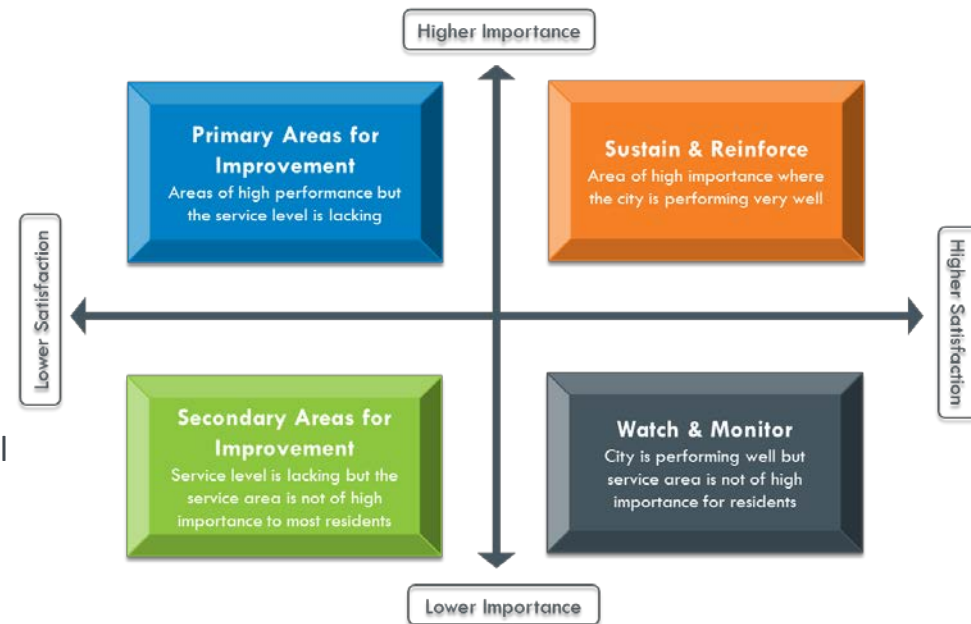 Higher Importance
Primary Areas for
Improvement
Areas of high performance but
the service level is lacking
Sustain & Reinforce
Area of high importance where
the city is performing very well
Lower Satisfaction
Higher Satisfaction
l
Secondary Areas for
Improvement
Service level is lacking but the
service area is not of high
importance to most residents
Watch & Monitor
City is performing well but
service area is not of high
importance for residents
Lower Importance